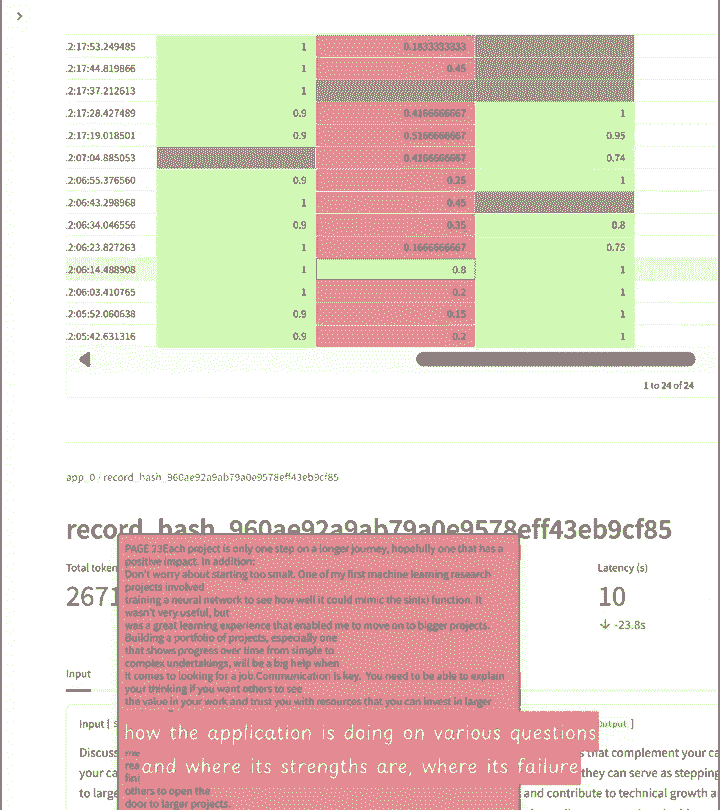 .2:17:53.249485 1 0.1833333333
.2:17:44.819866 1 0.45
.2:17:37.212613 1
.2:17:28.427489 0.9 0.4166666667 1
.2:17:19.018501 0.9 0.5166666667 0.95
.2:07:04.885053 0.4166666667 0.74
.2:06:55.376560 0.9 0.25 1
.2:06:43.298968 1 0.45
.2:06:34.046556 0.9 0.35 0.8
.2:06:23.827263 1 0.1666666667 0.75
.2:06:14.488908 1 0.8 1
.2:06:03.410765 1 0.2 1
.2:05:52.060638 0.9 0.15 1
.2:05:42.631316 0.9 0.2 1
1 to 24 of 24
app_0 / record_hash_960ae92a9ab79a0e9578eff43eb9cf85
record_hash_960ae92a9ab79a0e9578eff43eb9cf85
Total token
2671
Latency (s)
10
-23.8s
PAGE 23Each project is only one step on a longer journey, hopefully one that has a
positive impact. In addition:
Don't worry about starting too small. One of my first machine learning research
projects involved
training a neural network to see how well it could mimic the sin(x) function. It
wasn't very useful, but
was a great learning experience that enabled me to move on to bigger projects.
Building a portfolio of projects, especially one
that shows progress over time from simple to
complex undertakings, will be a big help when
it comes to looking for a job.Communication is key. You need to be able to explain
your thinking if you want others to see
the value in your work and trust you with resources that you can invest in larger
Input
Input [
Output ]
how the application is doing on various questions
and where its strengths are, where its failure
Discuss
that complement your ca
your ca
they can serve as stepping
to large
and contribute to technical growth a
others to open the
door to larger projects.